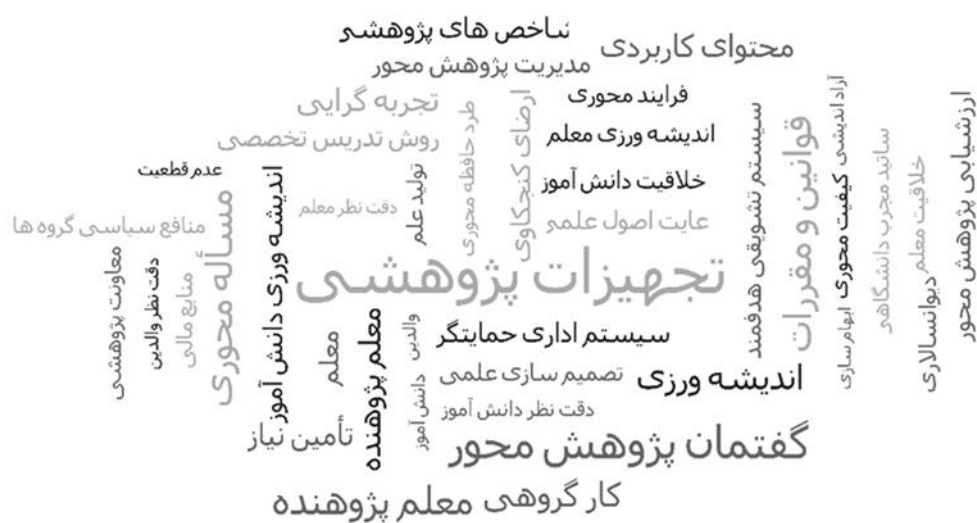 شاخص های پژوهشی
محتوای کاربردی
مدیریت پژوهش محور
تجربه گرایی
فرایند محوری
روش تدریس تخصصی
اندیشه ورزی معلم
عدم قطعیت
خلاقیت دانش آموز
دقت نظر معلم
عایت اصول علمی
منافع سیاسی گروه ها
ارزشیابی پژوهش محور
خلاقیت معلم
دیوانسالاری
ساتید مجرب دانشگاهی
آزاد اندیشی
کیفیت محوری
ابهام سازی
قوانین و مقررات
سیستم تشویقی هدفمند
ارضای کنجکاوی
طرد حافظه محوری
تولید علم
اندیشه ورزی دانش آموز
مسأله محوری
منابع مالی
دقت نظر والدین
معاونت پژوهشی
تجهیزات پژوهشی
سیستم اداری حمایتگر
والدین
معلم
معلم پژوهنده
دانش آموز
تصمیم سازی علمی
اندیشه ورزی
دقت نظر دانش آموز
تأمین نیاز
گفتمان پژوهش محور
کار گروهی
معلم پژوهنده